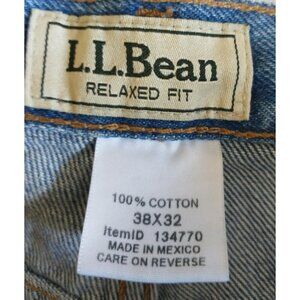 L.L.Bean
RELAXED FIT
100% COTTON
38X32
ItemID 134770
MADE IN MEXICO
CARE ON REVERSE